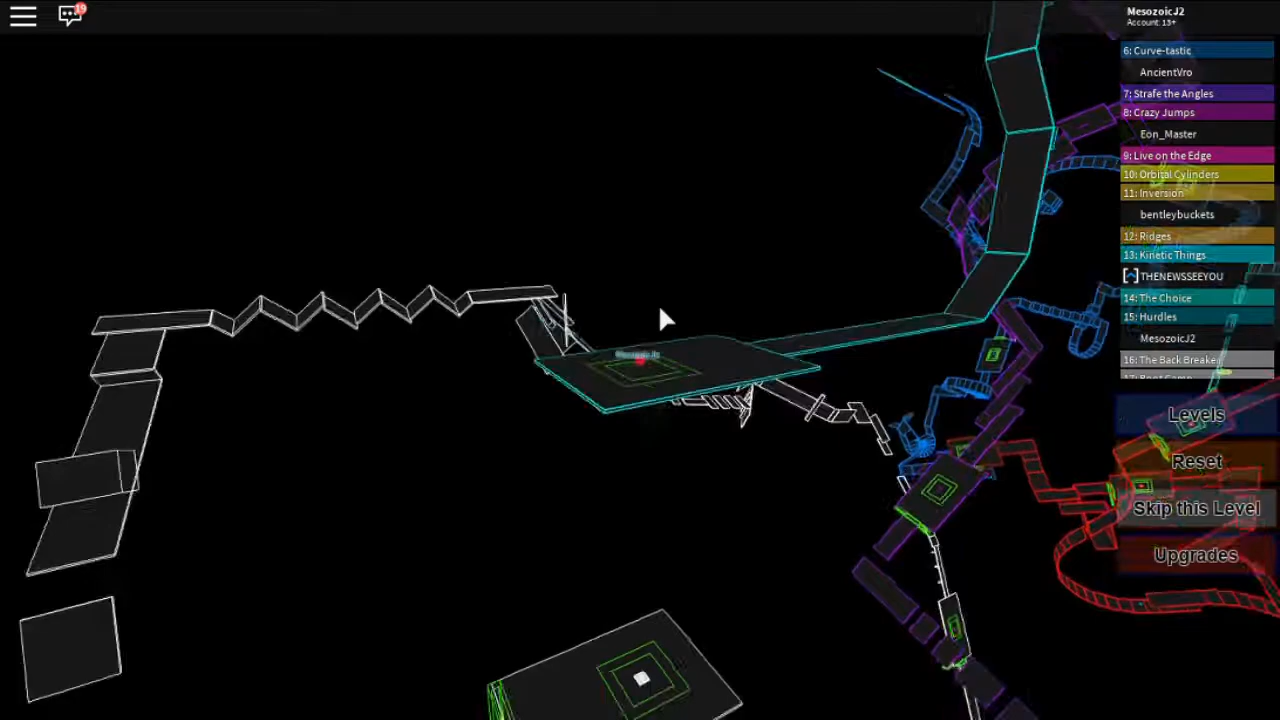 19
MesozoicJ2
Account: 13+
6: Curve-tastic
AncientVro
7: Strafe the Angles
8: Crazy Jumps
Eon_Master
9: Live on the Edge
10: Orbital Cylinders
11: Inversion
bentleybuckets
12: Ridges
13: Kinetic Things
THENEWSSEEYOU
14: The Choice
15: Hurdles
MesozoicJ2
16: The Back Breaker
Levels
Reset
Skip this Level
Upgrades